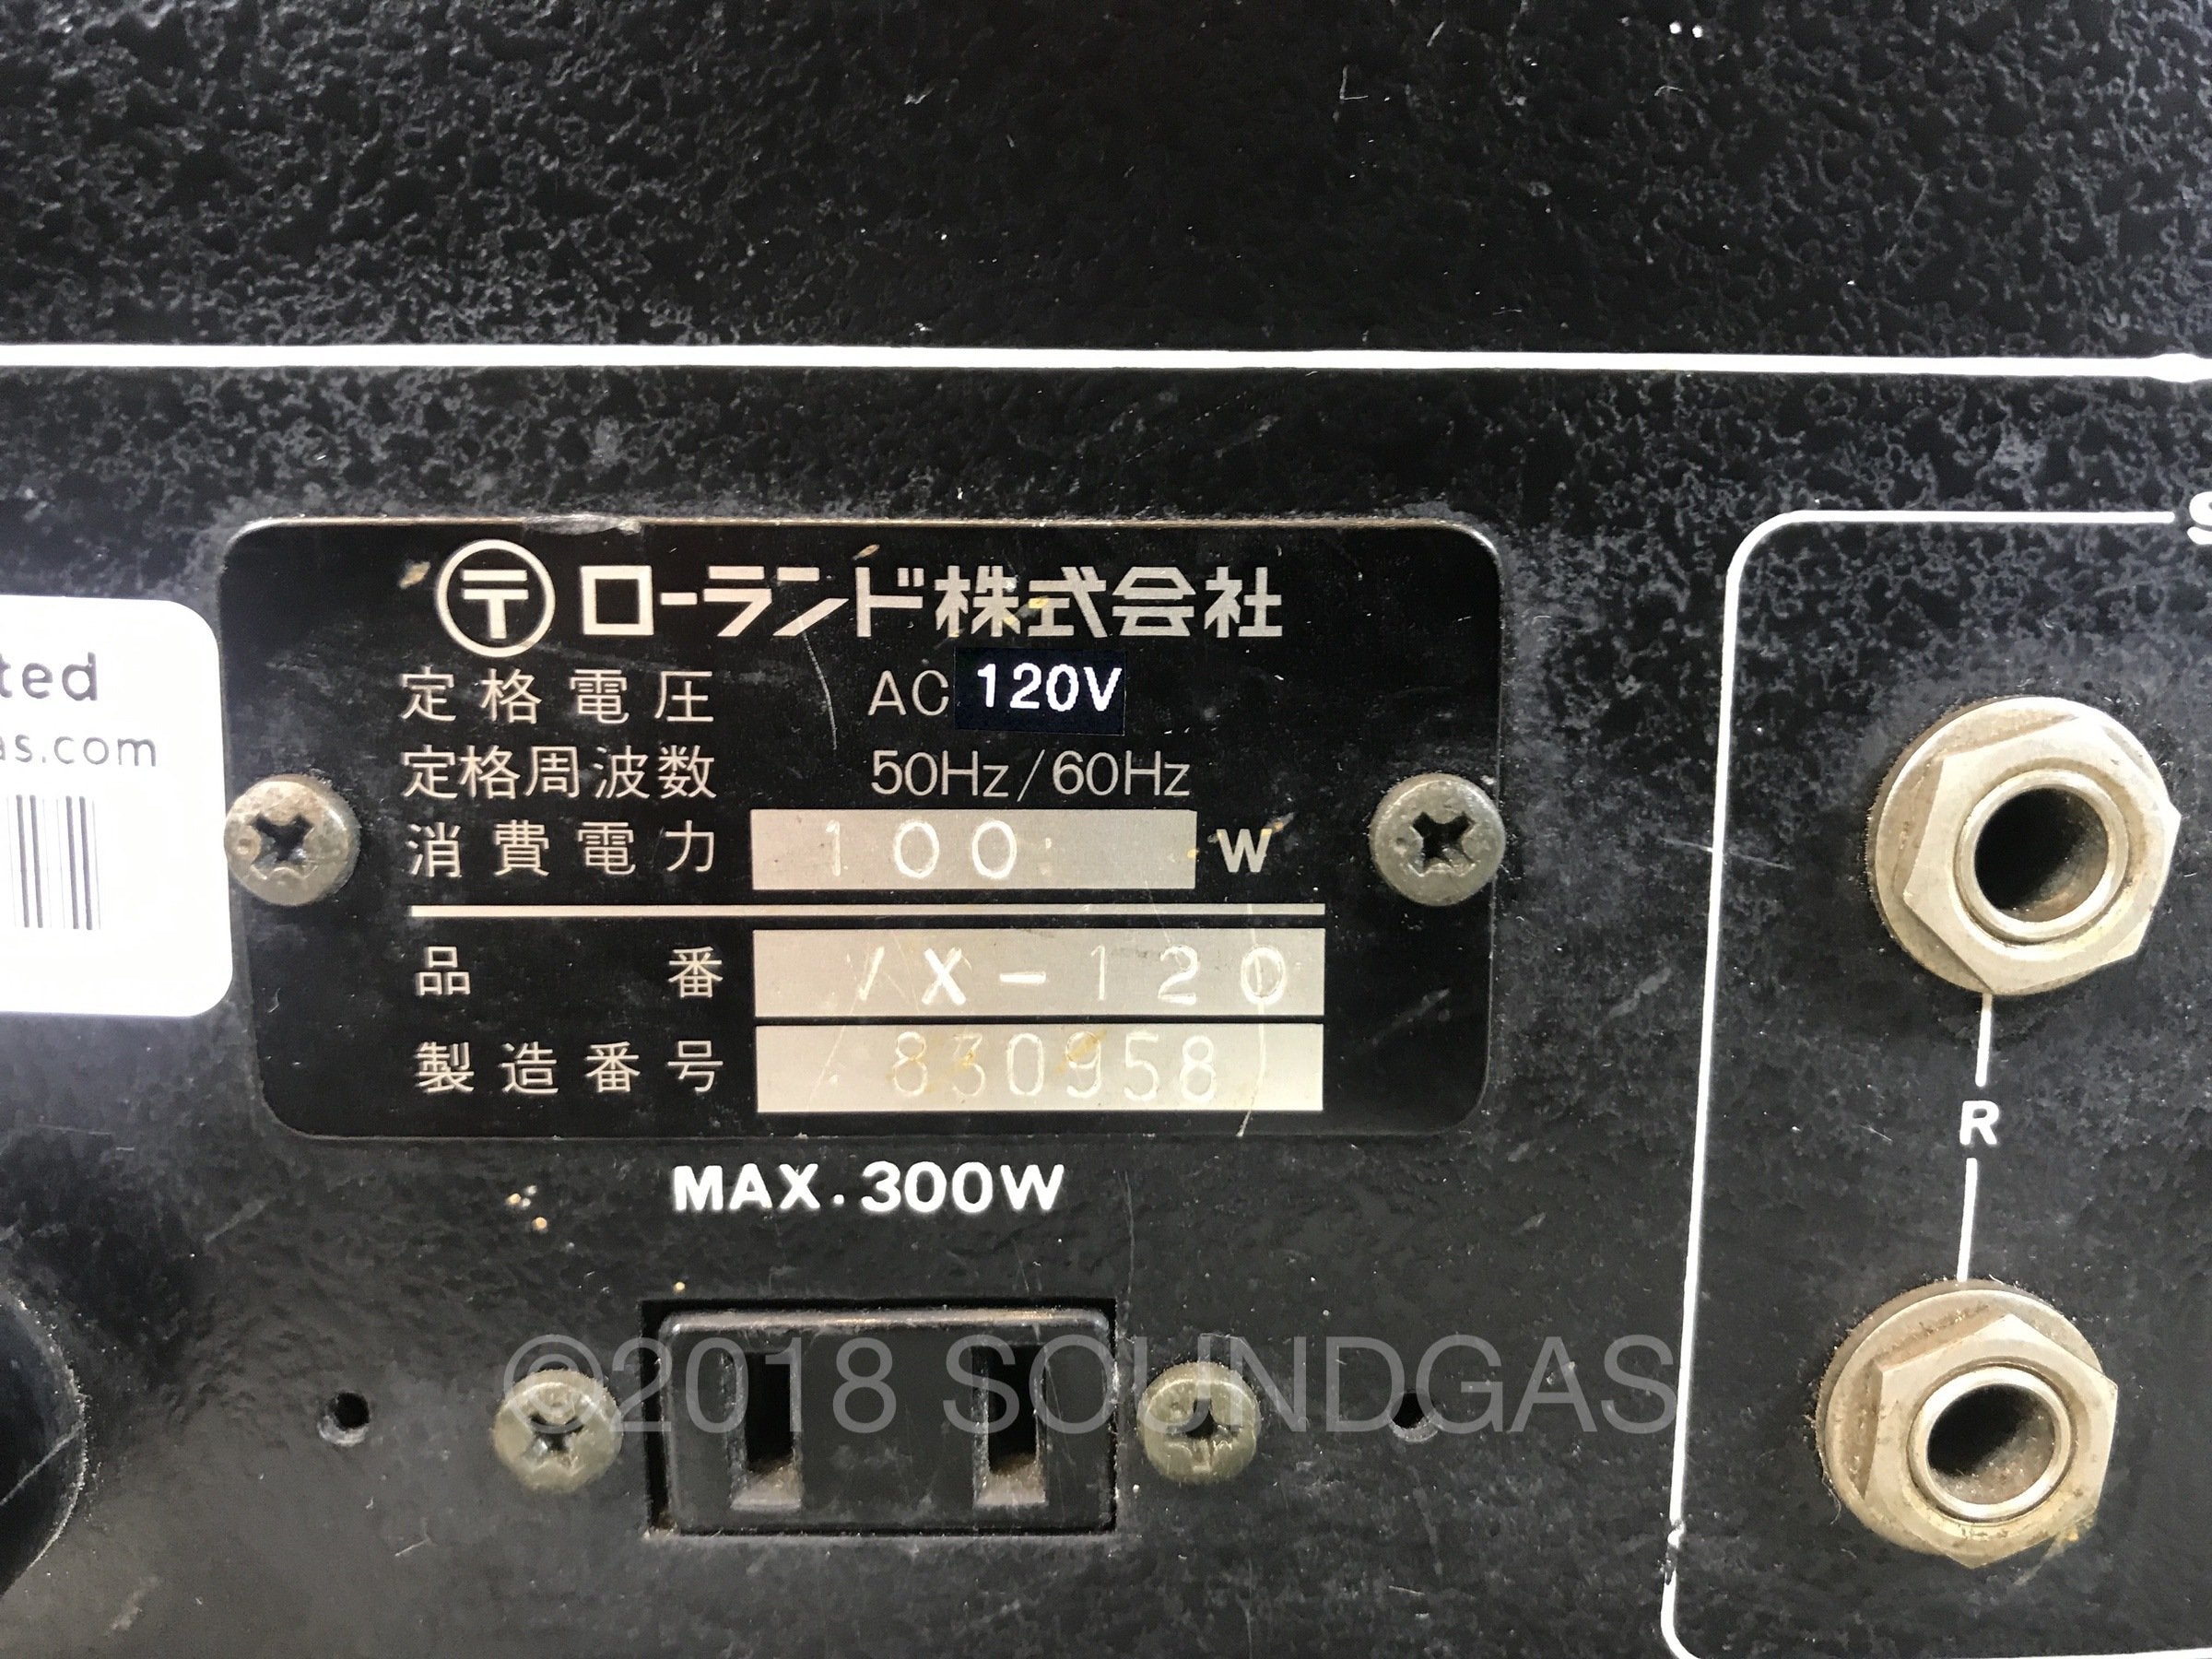 ted
as.com
〒 ローランド株式会社
定格電圧 AC 120V
定格周波数 50Hz/60Hz
消費電力 100 W
品番 VX-120
製造番号 830958
MAX.300W
R
©2018 SOUNDGAS